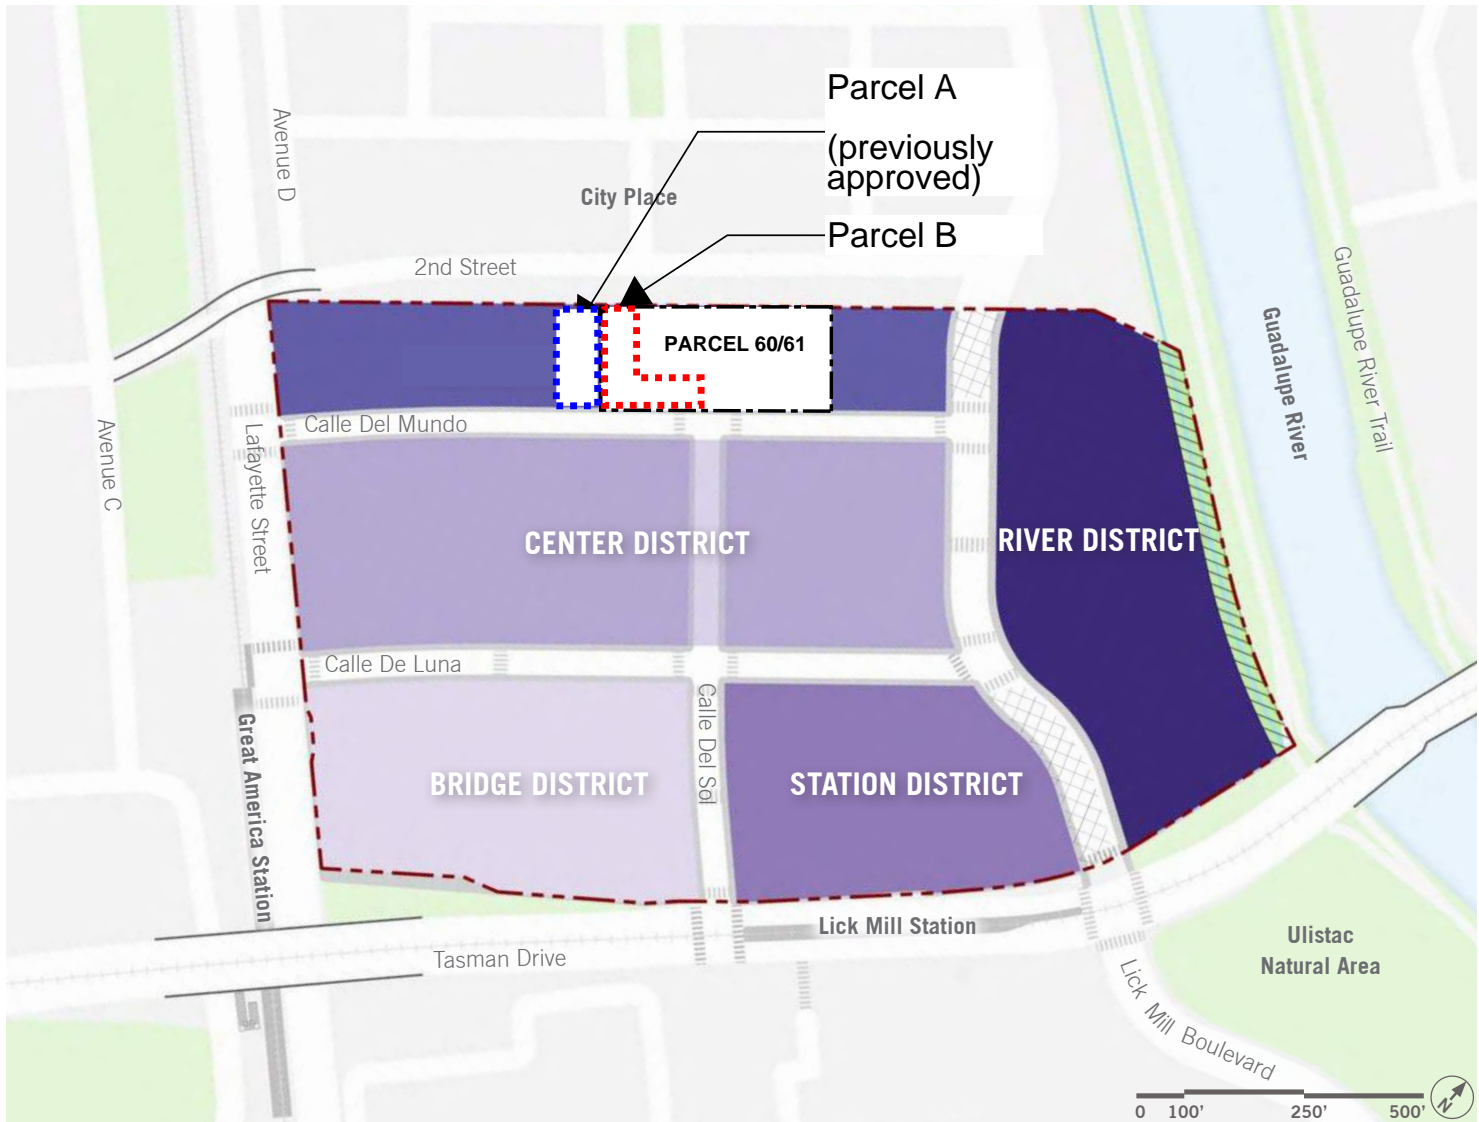 Parcel A
(previously
approved)
Parcel B
Avenue D
City Place
2nd Street
PARCEL 60/61
Calle Del Mundo
Avenue C
Lafayette Street
Guadalupe River
Guadalupe River Trail
CENTER DISTRICT
RIVER DISTRICT
Calle De Luna
Calle Del Sol
Great America Station
BRIDGE DISTRICT
STATION DISTRICT
Lick Mill Station
Tasman Drive
Ulistac
Natural Area
Lick Mill Boulevard
0 100' 250' 500'
N